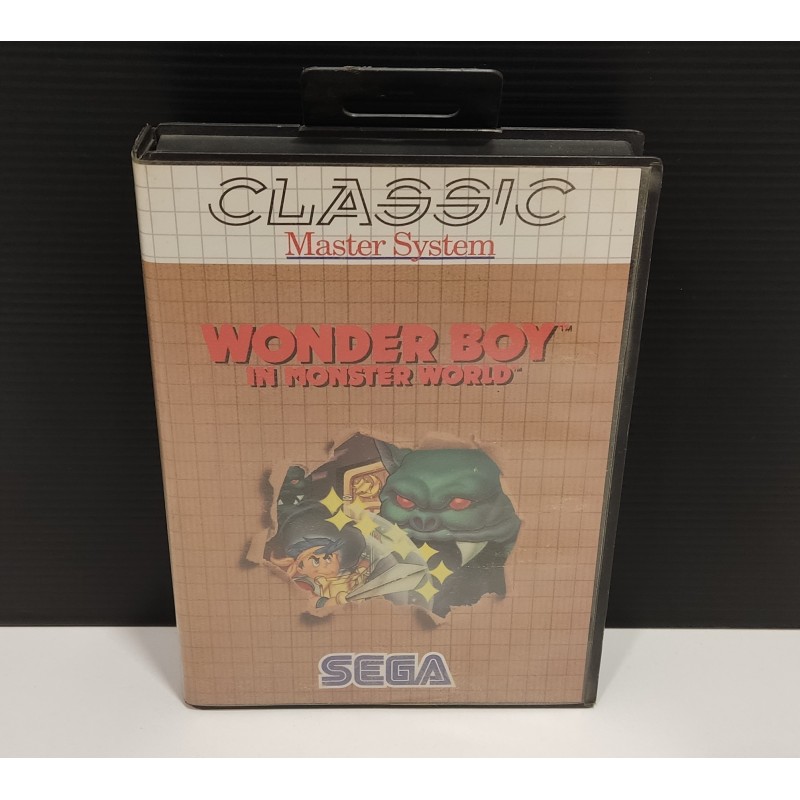 CLASSIC
Master System
WONDER BOY™
IN MONSTER WORLD™
SEGA